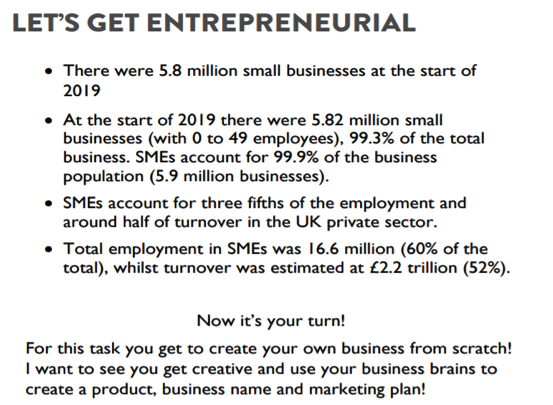 LET'S GET ENTREPRENEURIAL
• There were 5.8 million small businesses at the start of
2019
• At the start of 2019 there were 5.82 million small
businesses (with 0 to 49 employees), 99.3% of the total
business. SMEs account for 99.9% of the business
population (5.9 million businesses).
• SMEs account for three fifths of the employment and
around half of turnover in the UK private sector.
• Total employment in SMEs was 16.6 million (60% of the
total), whilst turnover was estimated at £2.2 trillion (52%).
Now it's your turn!
For this task you get to create your own business from scratch!
I want to see you get creative and use your business brains to
create a product, business name and marketing plan!